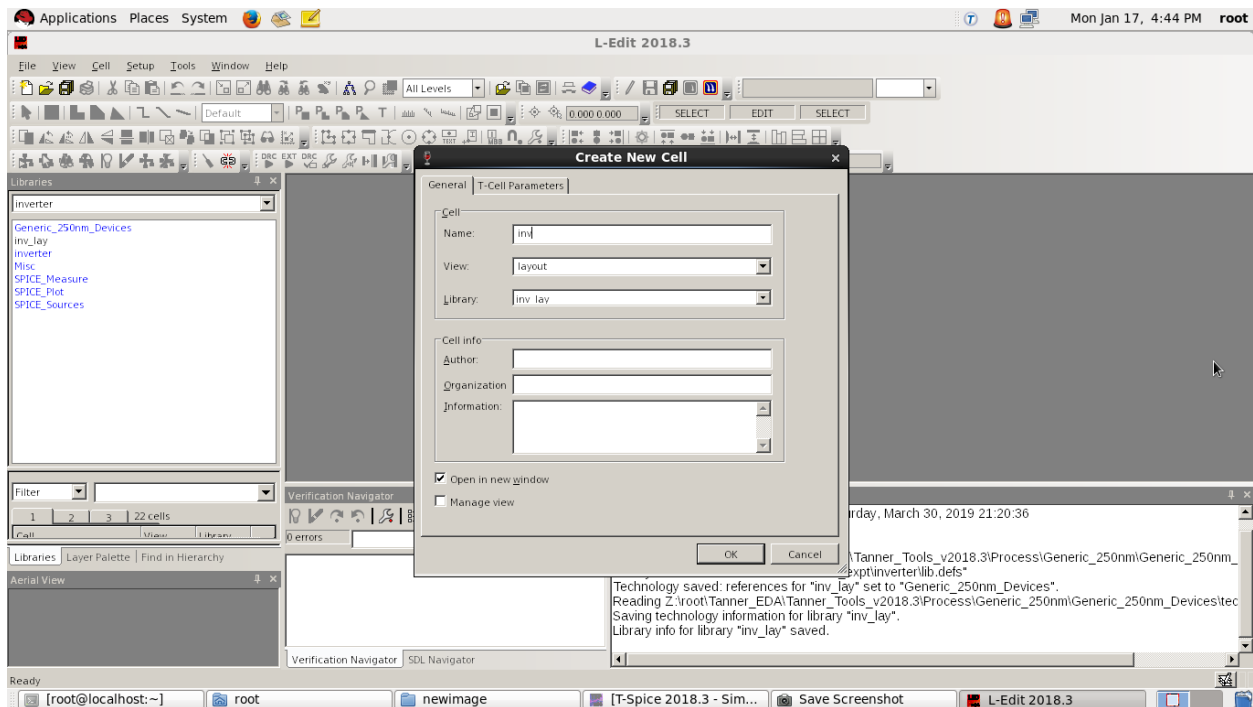 Applications Places System
Mon Jan 17, 4:44 PM root
L-Edit 2018.3
File View Cell Setup Tools Window Help
All Levels
Default
0.000 0.000
SELECT EDIT SELECT
DRC EXT DRC
Libraries
inverter
Generic_250nm_Devices
inv_lay
inverter
Misc
SPICE_Measure
SPICE_Plot
SPICE_Sources
Filter
1 2 3 22 cells
Cell View Library
Libraries Layer Palette Find in Hierarchy
Aerial View
Create New Cell
General T-Cell Parameters
Cell
Name: inv
View: layout
Library: inv_lay
Cell info
Author:
Organization
Information:
Open in new window
Manage view
OK Cancel
Verification Navigator
0 errors
Verification Navigator SDL Navigator
rday, March 30, 2019 21:20:36
\Tanner_Tools_v2018.3\Process\Generic_250nm\Generic_250nm_
expt\inverter\lib.defs"
Technology saved: references for "inv_lay" set to "Generic_250nm_Devices".
Reading Z:\root\Tanner_EDA\Tanner_Tools_v2018.3\Process\Generic_250nm\Generic_250nm_Devices\tec
Saving technology information for library "inv_lay".
Library info for library "inv_lay" saved.
Ready
[root@localhost:~] root newimage [T-Spice 2018.3 - Sim... Save Screenshot L-Edit 2018.3